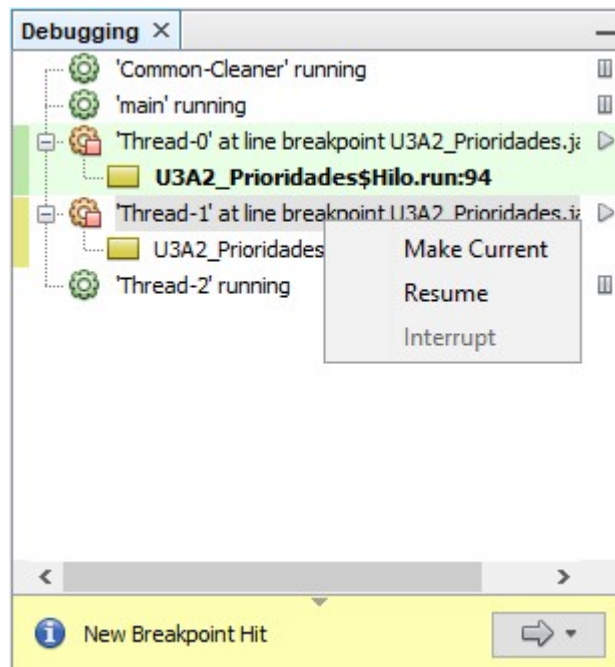 Debugging
'Common-Cleaner' running
'main' running
'Thread-0' at line breakpoint U3A2_Prioridades.ja
U3A2_Prioridades$Hilo.run:94
'Thread-1' at line breakpoint U3A2_Prioridades.ja
U3A2_Prioridades
Make Current
'Thread-2' running
Resume
Interrupt
New Breakpoint Hit